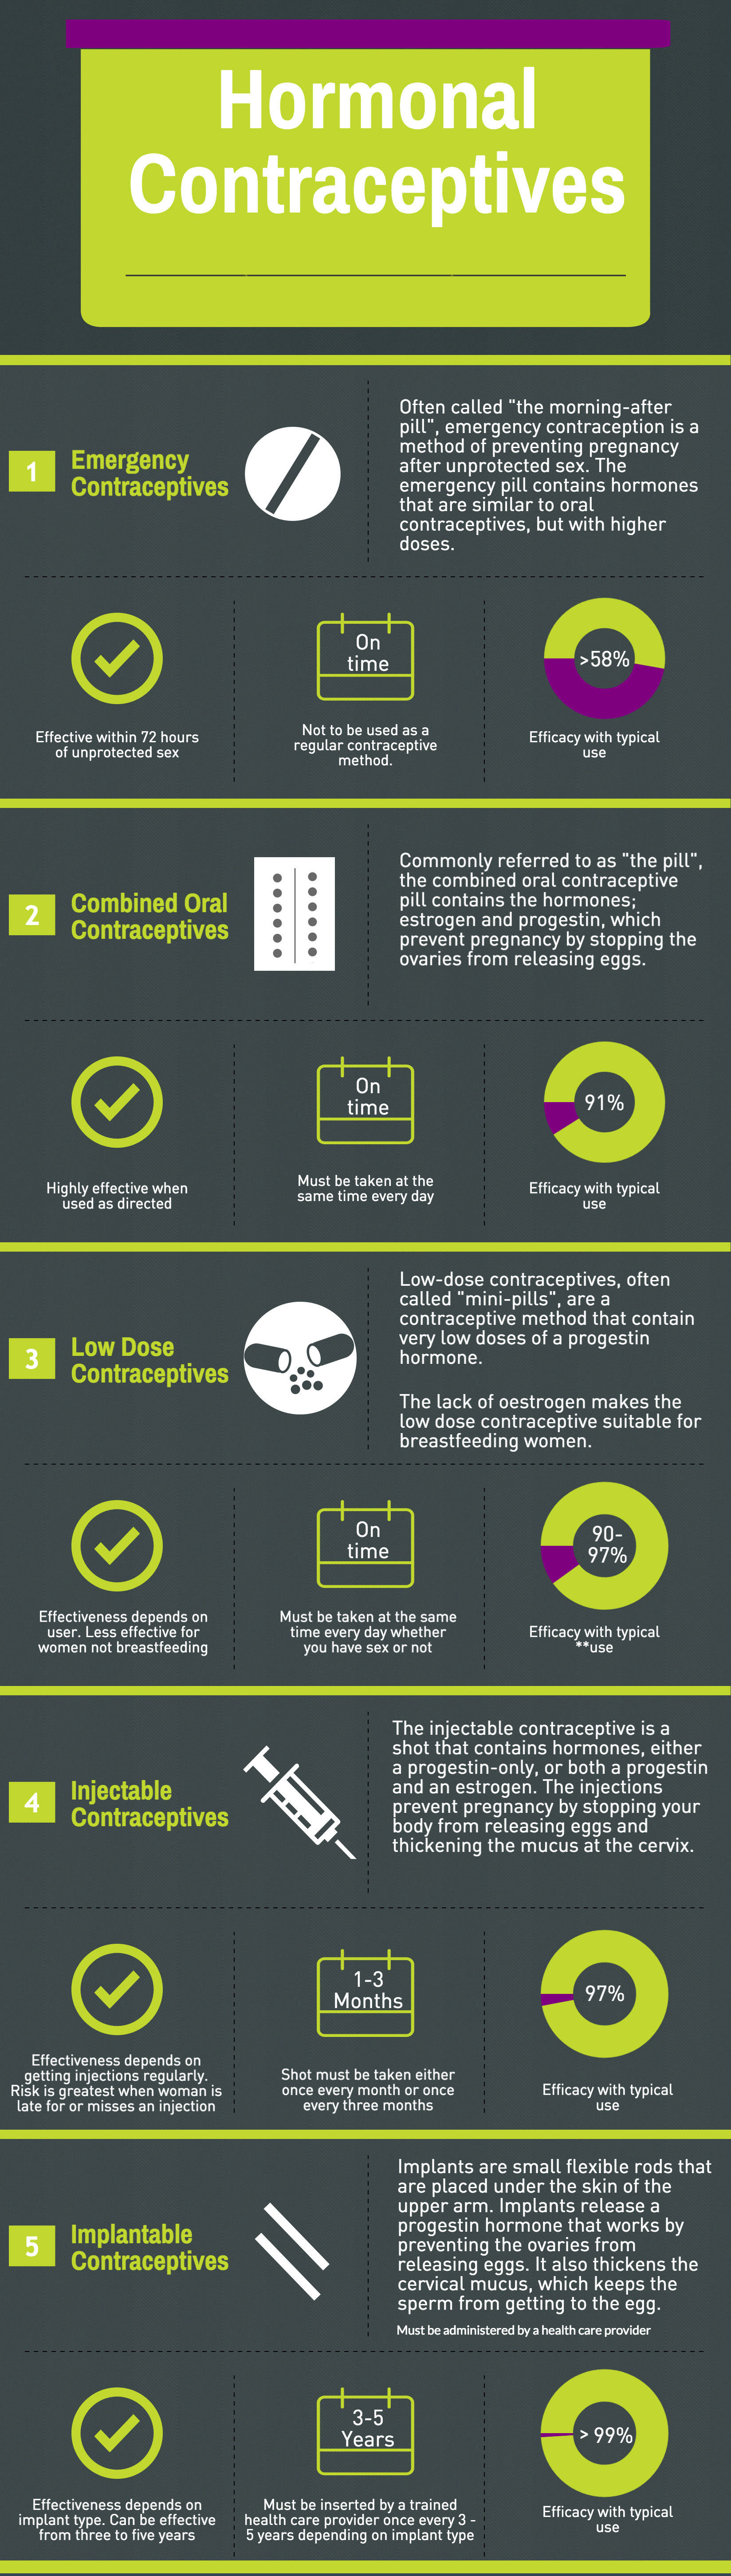 Hormonal
Contraceptives
1
Emergency
Contraceptives
Often called "the morning-after
pill", emergency contraception is a
method of preventing pregnancy
after unprotected sex. The
emergency pill contains hormones
that are similar to oral
contraceptives, but with higher
doses.
Effective within 72 hours
of unprotected sex
On
time
Not to be used as a
regular contraceptive
method.
>58%
Efficacy with typical
use
2
Combined Oral
Contraceptives
Commonly referred to as "the pill",
the combined oral contraceptive
pill contains the hormones;
estrogen and progestin, which
prevent pregnancy by stopping the
ovaries from releasing eggs.
Highly effective when
used as directed
On
time
Must be taken at the
same time every day
91%
Efficacy with typical
use
3
Low Dose
Contraceptives
Low-dose contraceptives, often
called "mini-pills", are a
contraceptive method that contain
very low doses of a progestin
hormone.
The lack of oestrogen makes the
low dose contraceptive suitable for
breastfeeding women.
Effectiveness depends on
user. Less effective for
women not breastfeeding
On
time
Must be taken at the same
time every day whether
you have sex or not
90-
97%
Efficacy with typical
**use
4
Injectable
Contraceptives
The injectable contraceptive is a
shot that contains hormones, either
a progestin-only, or both a progestin
and an estrogen. The injections
prevent pregnancy by stopping your
body from releasing eggs and
thickening the mucus at the cervix.
Effectiveness depends on
getting injections regularly.
Risk is greatest when woman is
late for or misses an injection
1-3
Months
Shot must be taken either
once every month or once
every three months
97%
Efficacy with typical
use
5
Implantable
Contraceptives
Implants are small flexible rods that
are placed under the skin of the
upper arm. Implants release a
progestin hormone that works by
preventing the ovaries from
releasing eggs. It also thickens the
cervical mucus, which keeps the
sperm from getting to the egg.
Must be administered by a health care provider
Effectiveness depends on
implant type. Can be effective
from three to five years
3-5
Years
Must be inserted by a trained
health care provider once every 3 -
5 years depending on implant type
> 99%
Efficacy with typical
use